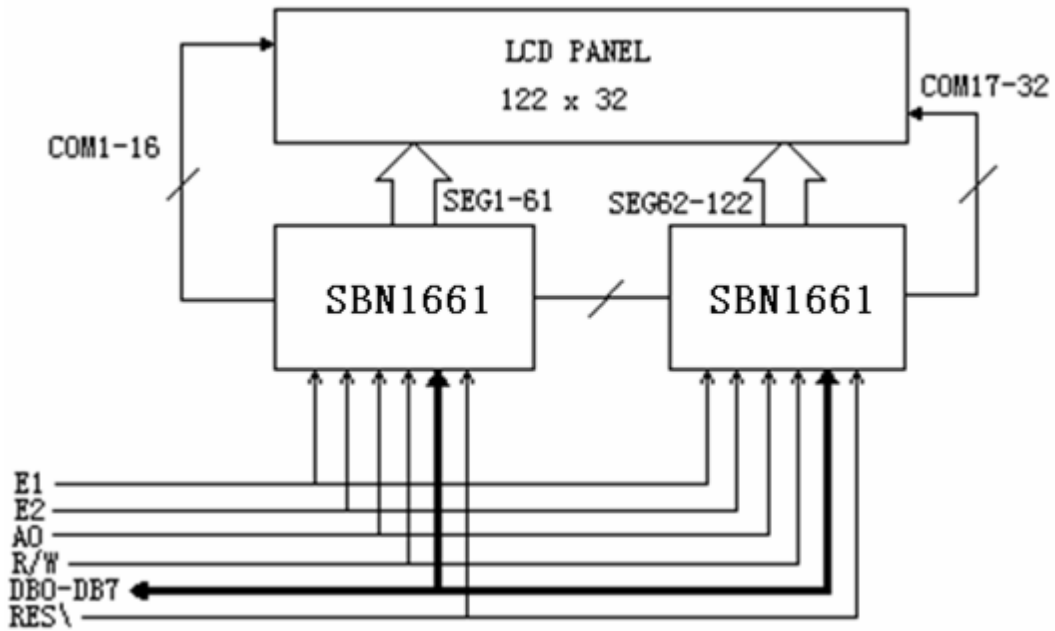 LCD PANEL
122 x 32
COM17-32
COM1-16
SEG1-61
SEG62-122
SBN1661
SBN1661
E1
E2
A0
R/W
DB0-DB7
RES\